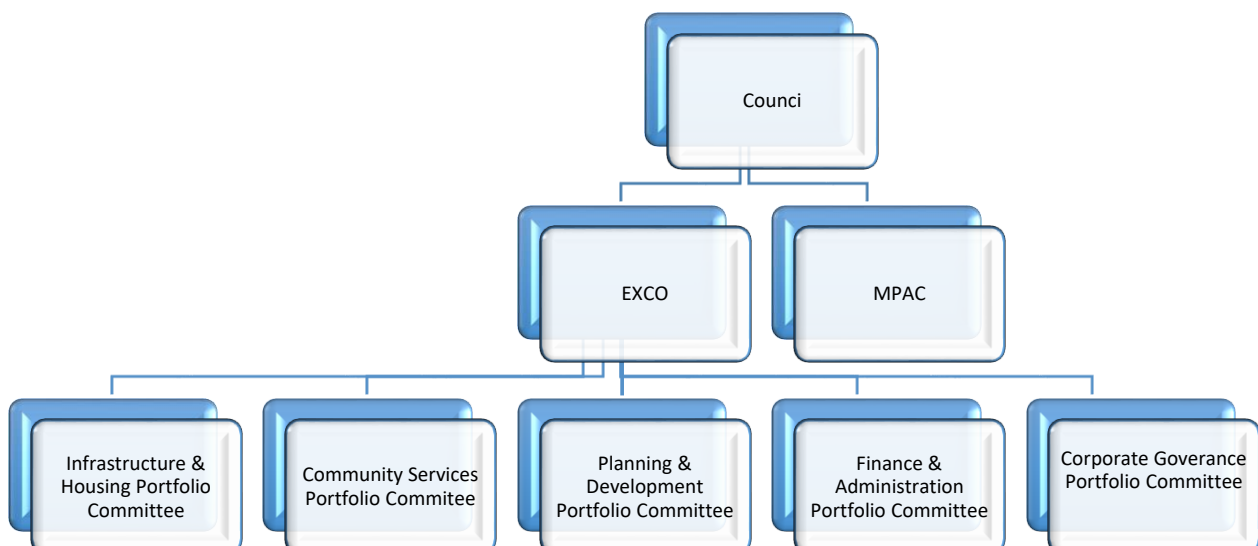 Counci
EXCO
MPAC
Infrastructure &
Housing Portfolio
Committee
Community Services
Portfolio Commitee
Planning &
Development
Portfolio Committee
Finance &
Administration
Portfolio Committee
Corporate Goverance
Portfolio Committee